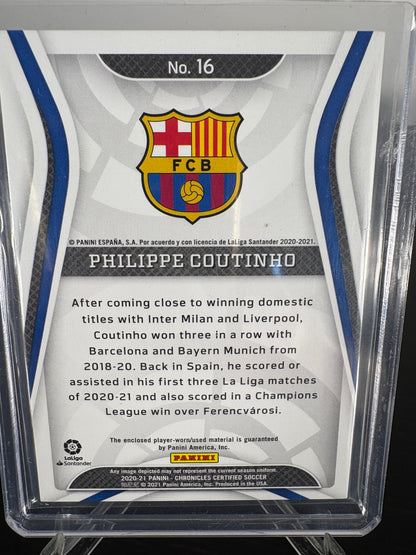 No. 16
FCB
© PANINI ESPAÑA, S.A. Por acuerdo y con licencia de LaLiga Santander 2020-2021.
PHILIPPE COUTINHO
After coming close to winning domestic
titles with Inter Milan and Liverpool,
Coutinho won three in a row with
Barcelona and Bayern Munich from
2018-20. Back in Spain, he scored or
assisted in his first three La Liga matches
of 2020-21 and also scored in a Champions
League win over Ferencvárosi.
The enclosed player-worn/used material is guaranteed
by Panini America, Inc.
LaLiga
Santander
PANINI
Any image depicted may not represent the current season uniform.
2020-21 PANINI - CHRONICLES CERTIFIED SOCCER
© 2021 Panini America, Inc. Produced in the USA.